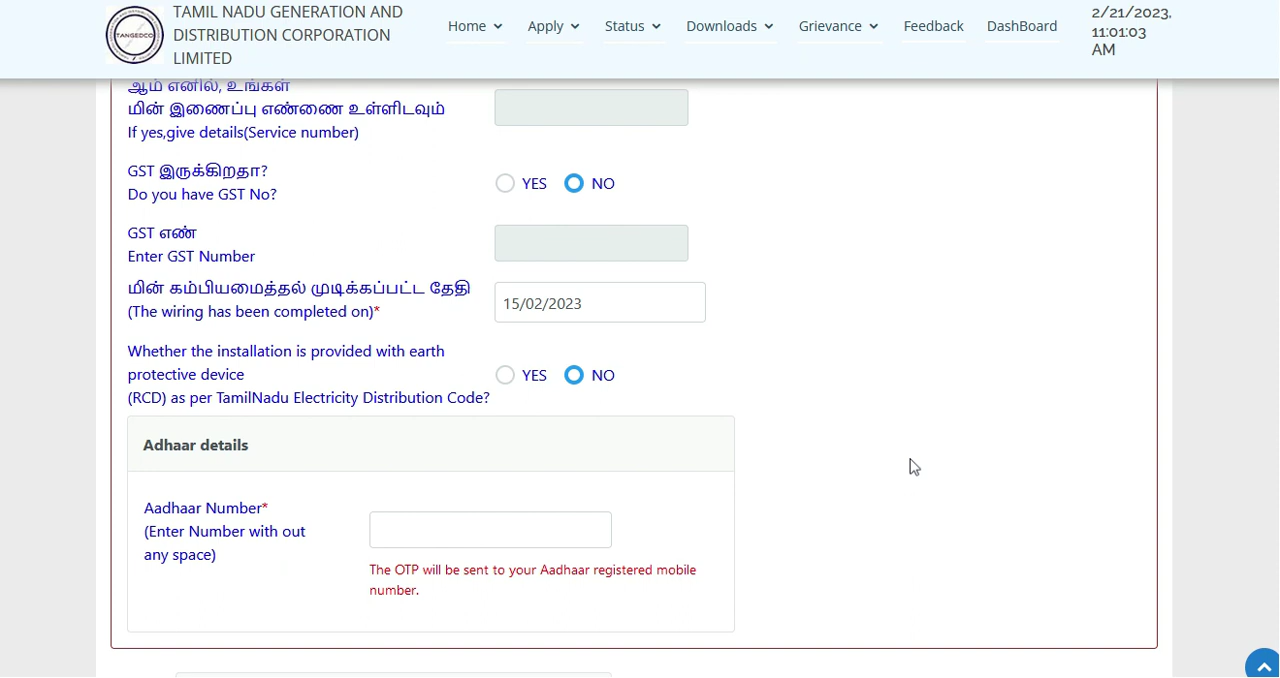 TAMIL NADU GENERATION AND
DISTRIBUTION CORPORATION
LIMITED
TANGEDCO
Home Apply Status Downloads Grievance Feedback DashBoard
2/21/2023,
11:01:03
AM
ஆம் எனில், உங்கள்
மின் இணைப்பு எண்ணை உள்ளிடவும்
If yes,give details(Service number)
GST இருக்கிறதா?
Do you have GST No?
YES NO
GST எண்
Enter GST Number
மின் கம்பியமைத்தல் முடிக்கப்பட்ட தேதி
(The wiring has been completed on)*
15/02/2023
Whether the installation is provided with earth
protective device
(RCD) as per TamilNadu Electricity Distribution Code?
YES NO
Adhaar details
Aadhaar Number*
(Enter Number with out
any space)
The OTP will be sent to your Aadhaar registered mobile
number.